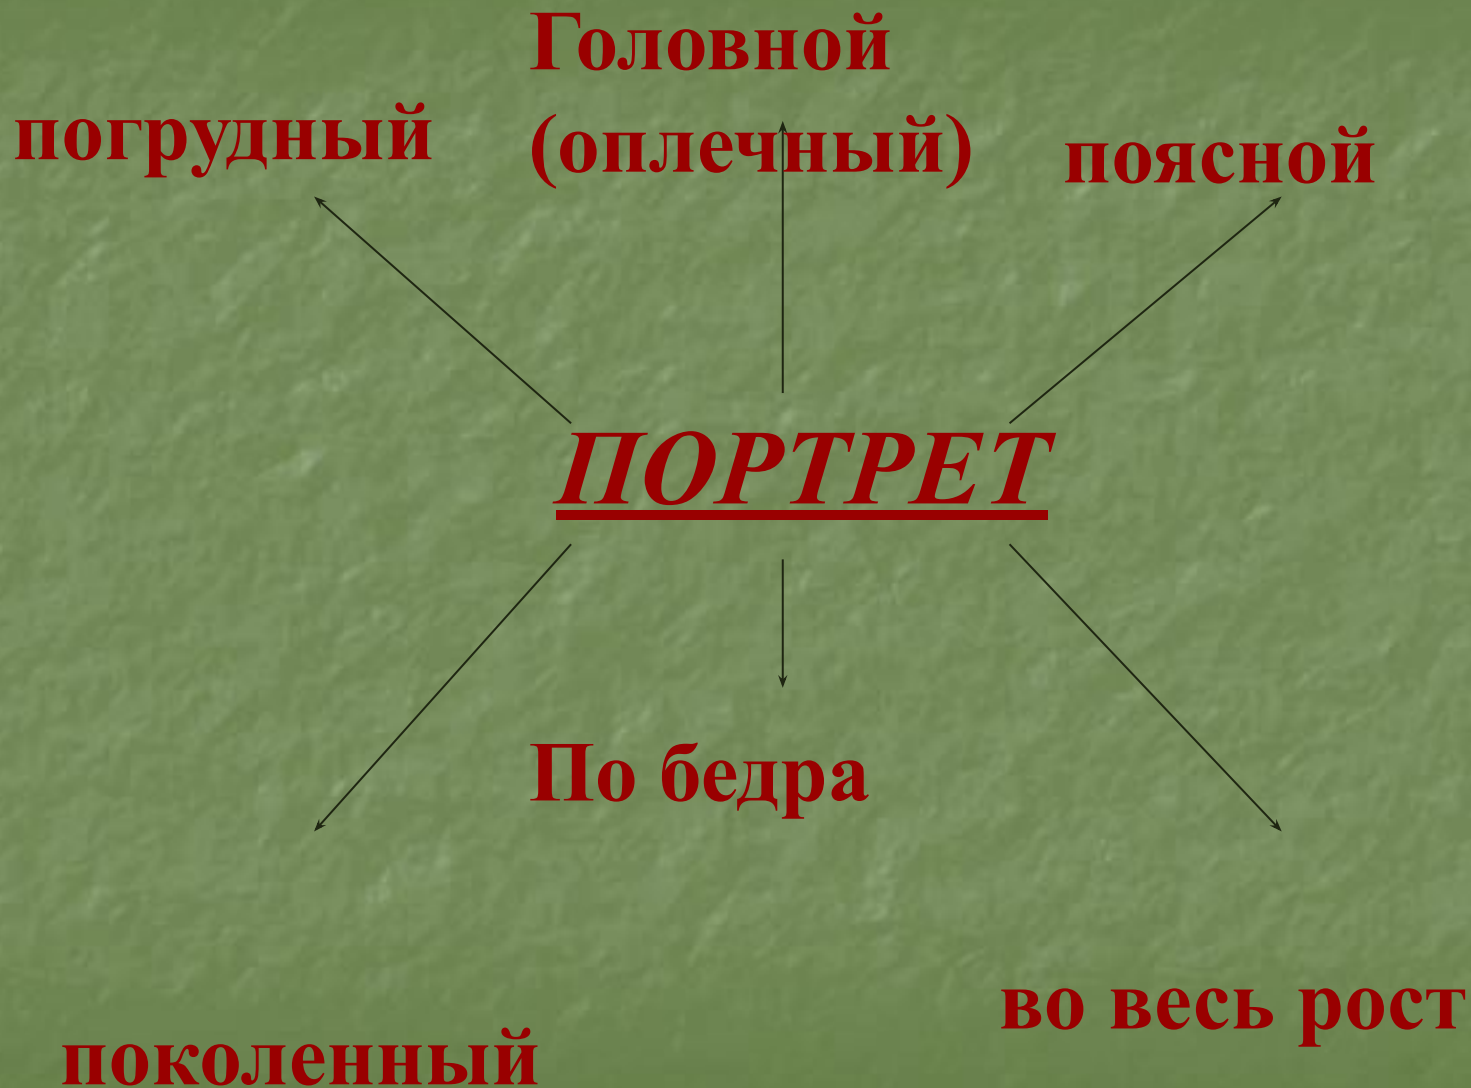 Головной
(оплечный)
погрудный
поясной
ПОРТРЕТ
По бедра
во весь рост
поколенный